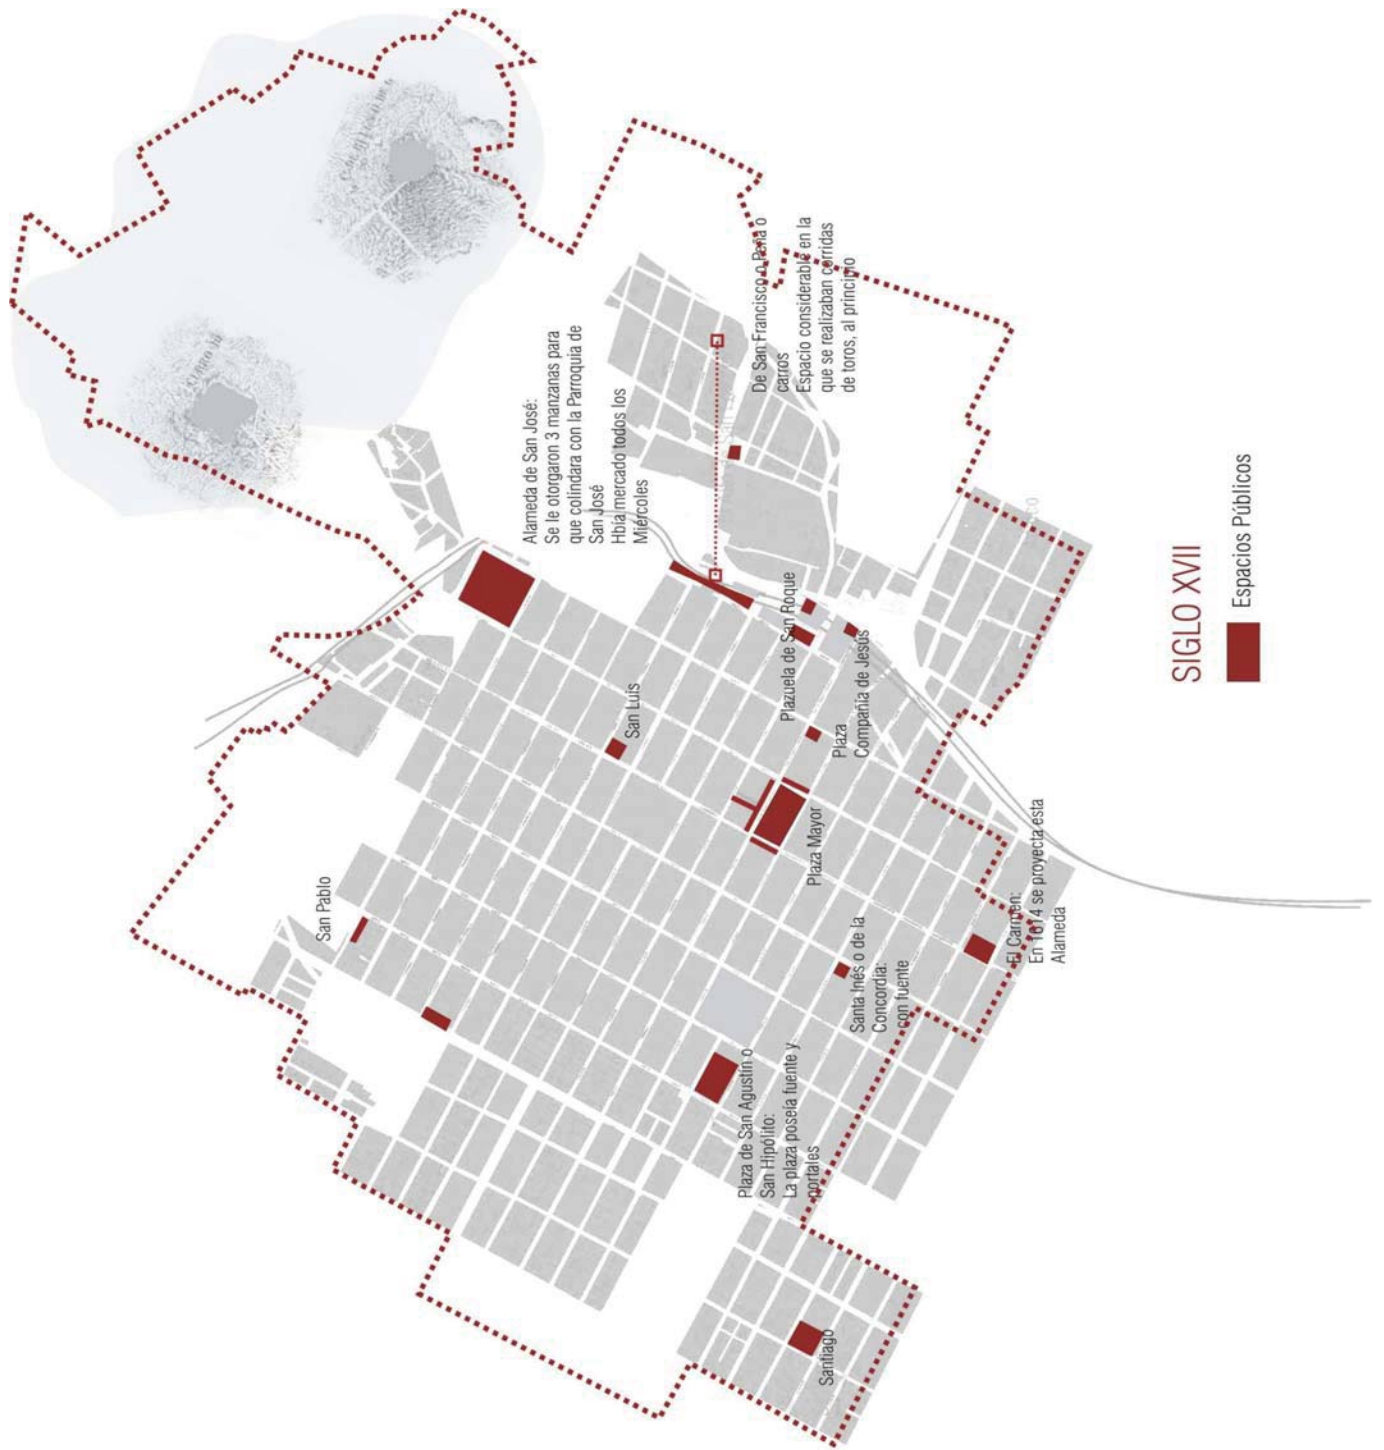 Alameda de San José:
Se le otorgaron 3 manzanas para
que colindara con la Parroquia de
San José
Hbía mercado todos los
Miércoles
De San Francisco o Peña o
carros
Espacio considerable en la
que se realizaban corridas
de toros, al principio
San Pablo
San Luis
Plazuela de San Roque
Plaza
Compañía de Jesús
Plaza Mayor
Santa Inés o de la
Concordia:
con fuente
El Carmen:
En 1614 se proyecta esta
Alameda
Plaza de San Agustín o
San Hipólito:
La plaza poseía fuente y
portales
Santiago
SIGLO XVII
Espacios Públicos